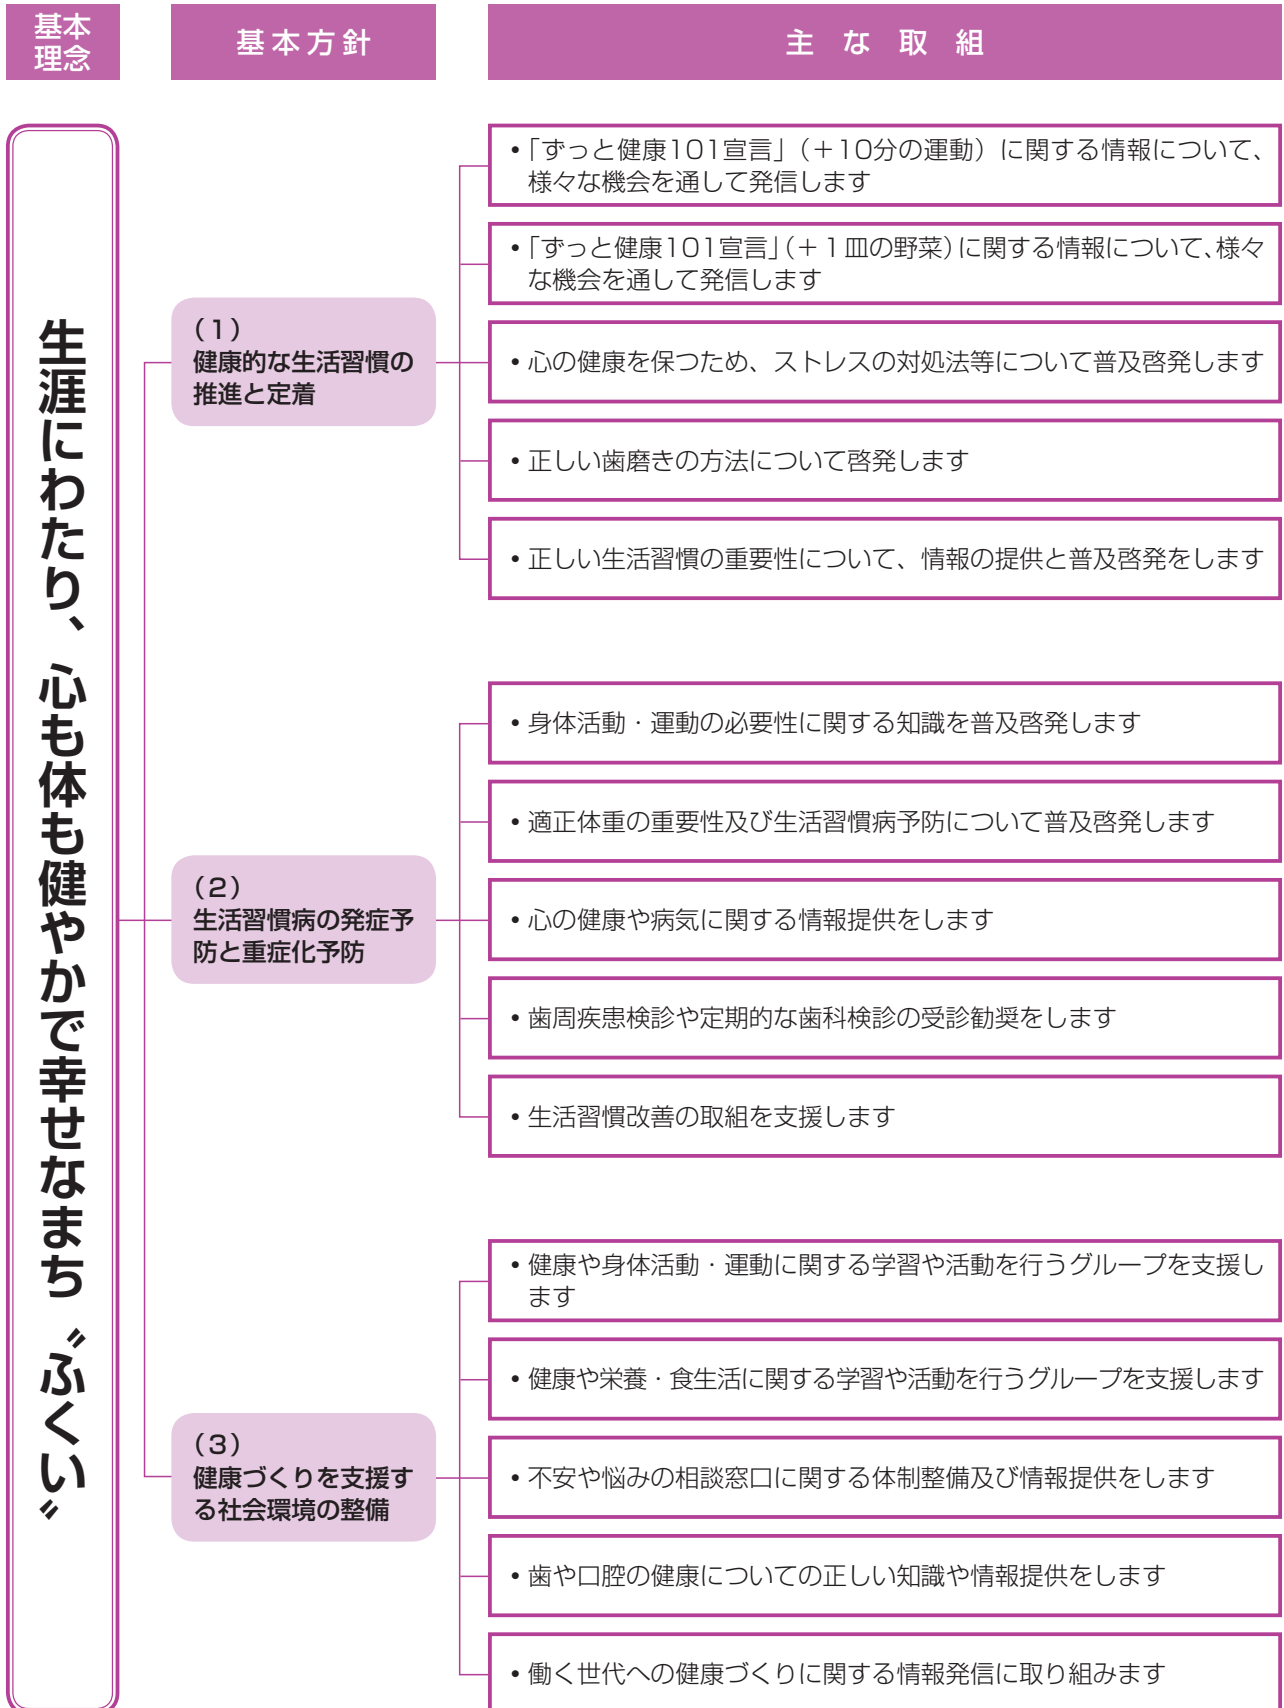 基本
理念
基本方針
主な取組
生涯にわたり、心も体も健やかで幸せなまち〝ふくい〟
（1）
健康的な生活習慣の
推進と定着
•「ずっと健康101宣言」（＋10分の運動）に関する情報について、
様々な機会を通して発信します
•「ずっと健康101宣言」（＋１皿の野菜）に関する情報について、様々
な機会を通して発信します
• 心の健康を保つため、ストレスの対処法等について普及啓発します
• 正しい歯磨きの方法について啓発します
• 正しい生活習慣の重要性について、情報の提供と普及啓発をします
（2）
生活習慣病の発症予
防と重症化予防
• 身体活動・運動の必要性に関する知識を普及啓発します
• 適正体重の重要性及び生活習慣病予防について普及啓発します
• 心の健康や病気に関する情報提供をします
• 歯周疾患検診や定期的な歯科検診の受診勧奨をします
• 生活習慣改善の取組を支援します
（3）
健康づくりを支援す
る社会環境の整備
• 健康や身体活動・運動に関する学習や活動を行うグループを支援し
ます
• 健康や栄養・食生活に関する学習や活動を行うグループを支援します
• 不安や悩みの相談窓口に関する体制整備及び情報提供をします
• 歯や口腔の健康についての正しい知識や情報提供をします
• 働く世代への健康づくりに関する情報発信に取り組みます